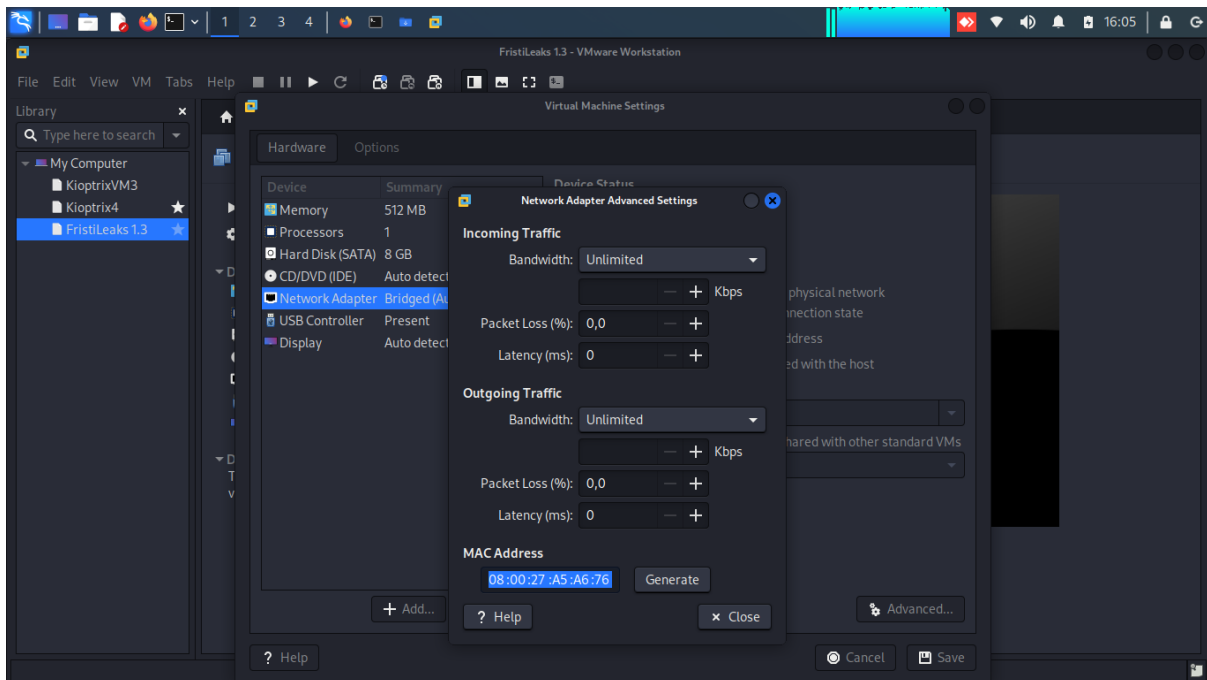 1 2 3 4 16:05
FristiLeaks 1.3 - VMware Workstation
File Edit View VM Tabs Help
Library
Type here to search
My Computer
KioptrixVM3
Kioptrix4
FristiLeaks 1.3
Virtual Machine Settings
Hardware Options
Device Summary
Memory 512 MB
Processors 1
Hard Disk (SATA) 8 GB
CD/DVD (IDE) Auto detect
Network Adapter Bridged (Au
USB Controller Present
Display Auto detect
Device Status
physical network
nnection state
ddress
ed with the host
hared with other standard VMs
Add...
Advanced...
Help
Cancel
Save
Network Adapter Advanced Settings
Incoming Traffic
Bandwidth: Unlimited
Kbps
Packet Loss (%): 0,0
Latency (ms): 0
Outgoing Traffic
Bandwidth: Unlimited
Kbps
Packet Loss (%): 0,0
Latency (ms): 0
MAC Address
08:00:27 :A5 :A6 :76 Generate
? Help × Close
D
D
T
v